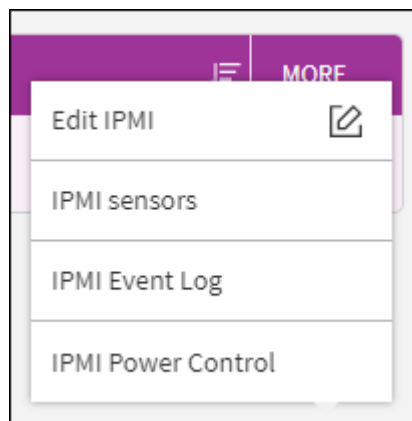 MORE
Edit IPMI
IPMI sensors
IPMI Event Log
IPMI Power Control